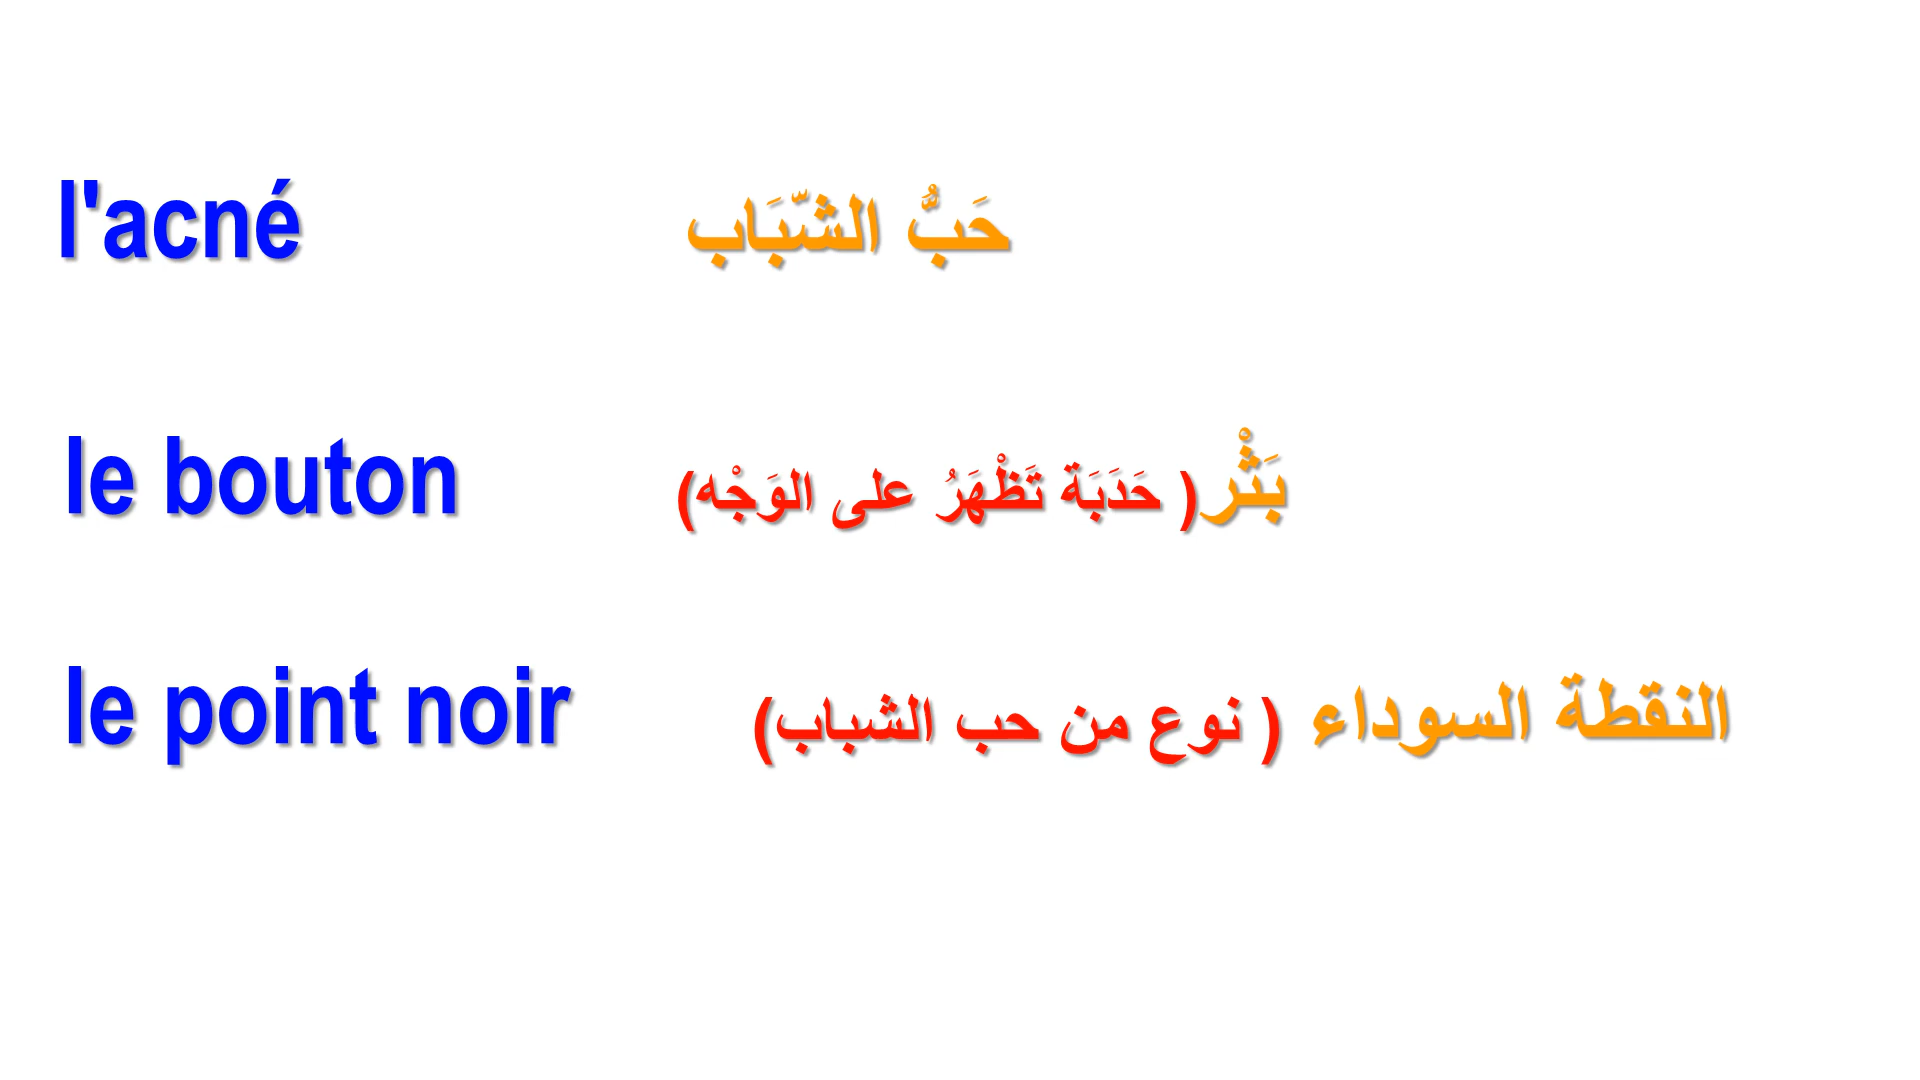 l'acné حَبُّ الشّبَاب
le bouton بَثْر( حَدَبَة تَظْهَرُ على الوَجْه)
le point noir النقطة السوداء ( نوع من حب الشباب)